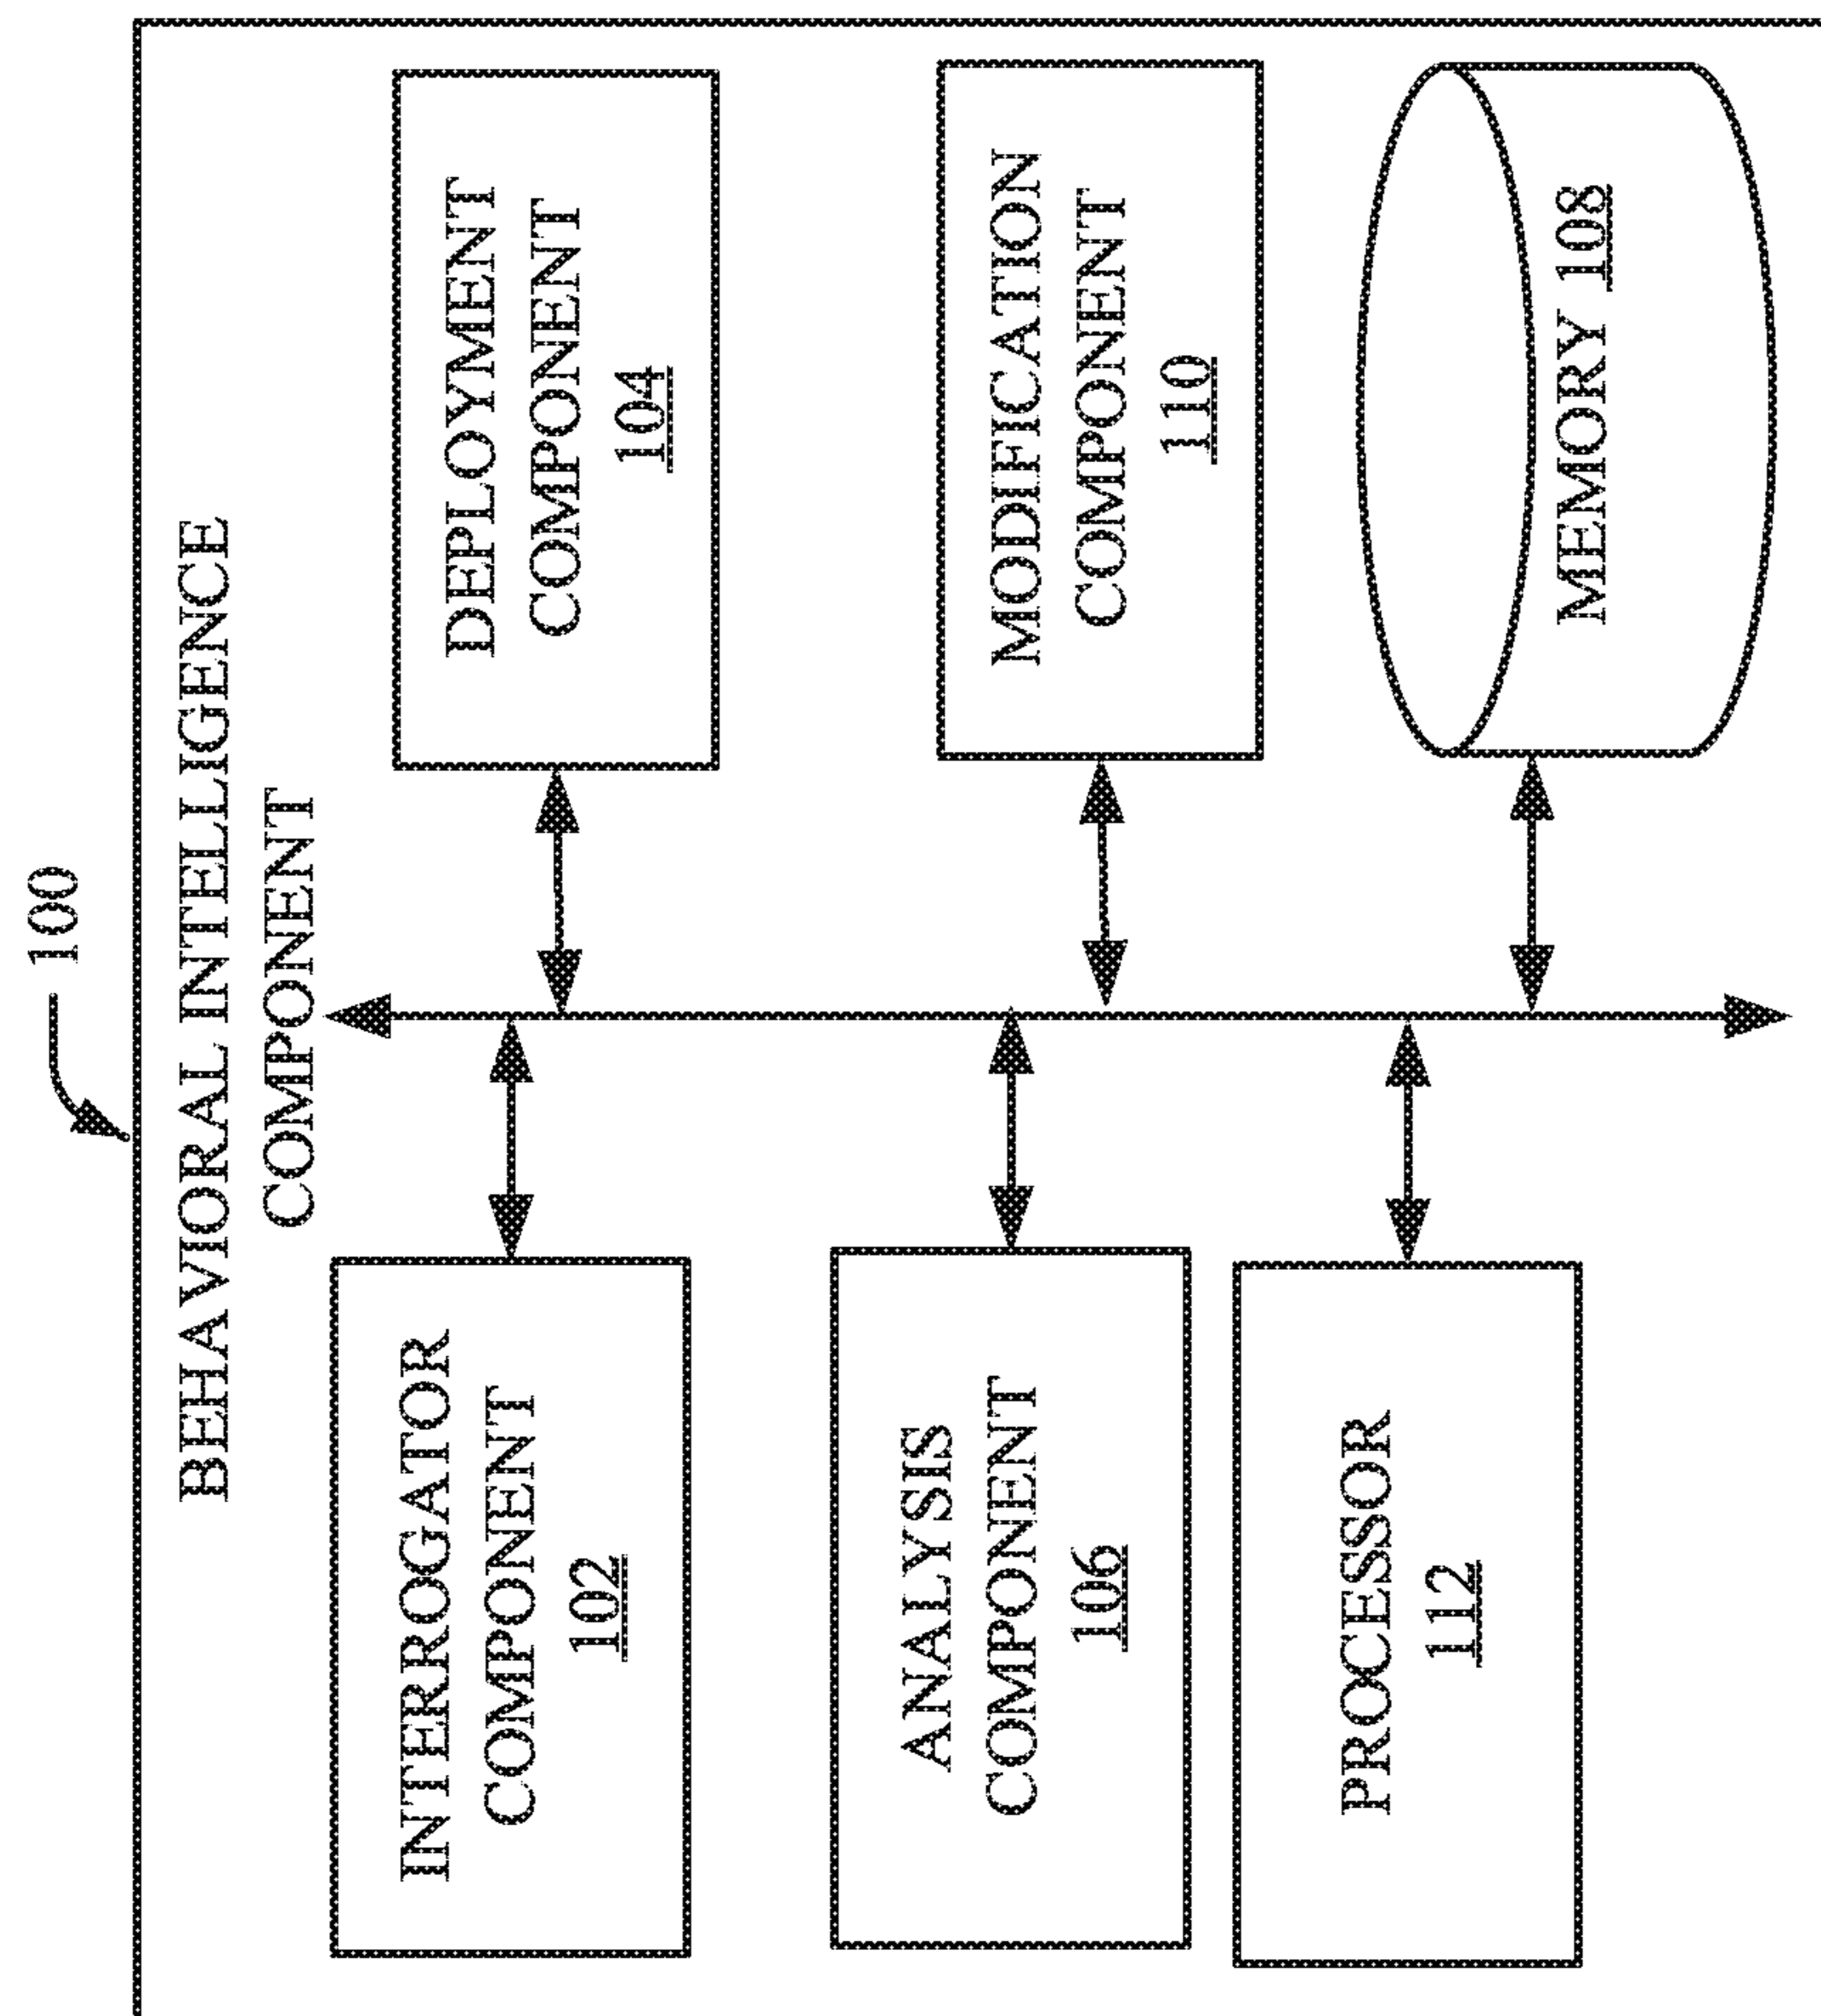 100
BEHAVIORAL INTELLIGENCE
COMPONENT
INTERROGATOR
COMPONENT
102
DEPLOYMENT
COMPONENT
104
ANALYSIS
COMPONENT
106
MODIFICATION
COMPONENT
110
PROCESSOR
112
MEMORY 108